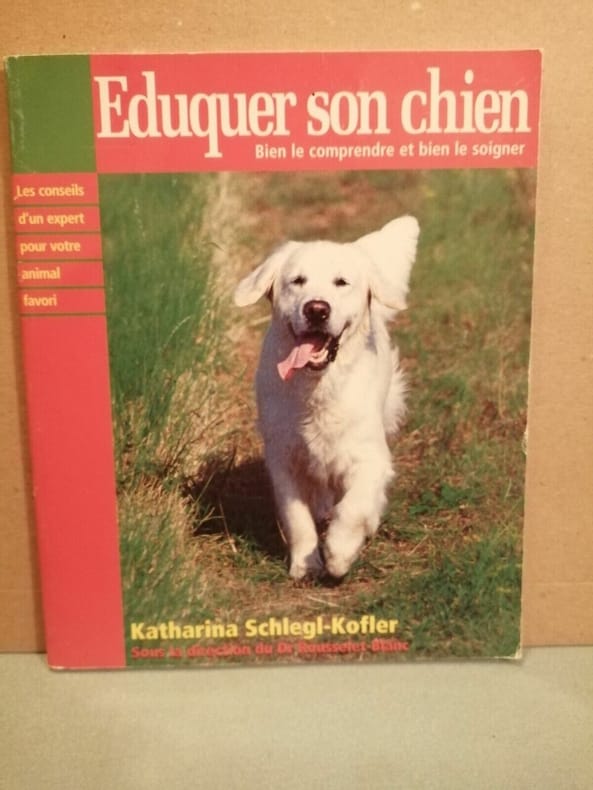 Eduquer son chien
Bien le comprendre et bien le soigner
Les conseils
d'un expert
pour votre
animal
favori
Katharina Schlegl-Kofler
Sous la direction du Dr Rousselet-Blanc